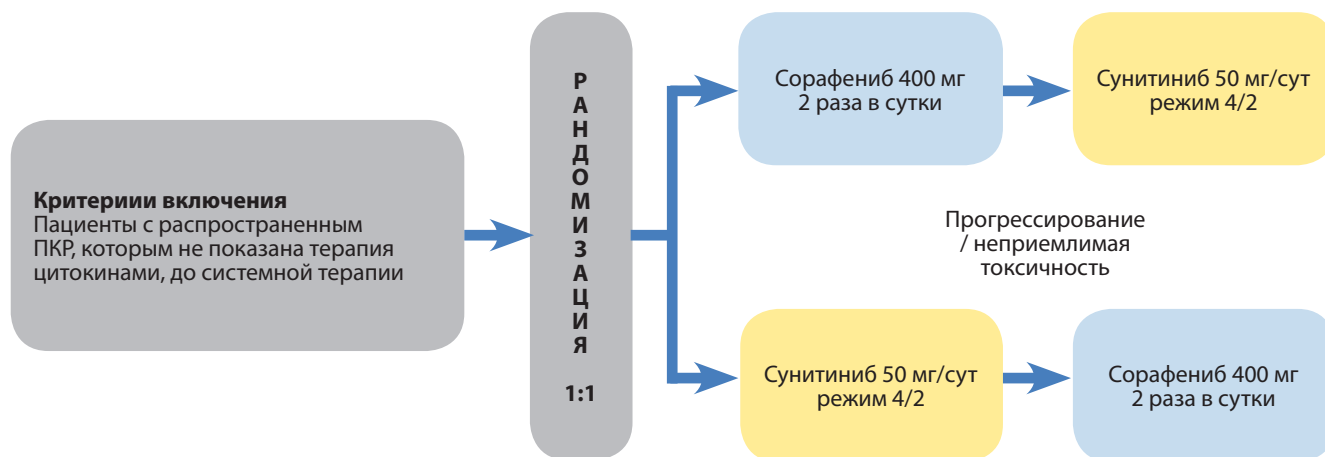 Критериии включения
Пациенты с распространенным
ПКР, которым не показана терапия
цитокинами, до системной терапии
РАНДОМИЗАЦИЯ
1:1
Сорафениб 400 мг
2 раза в сутки
Сунитиниб 50 мг/сут
режим 4/2
Прогрессирование
/ неприемлимая
токсичность
Сунитиниб 50 мг/сут
режим 4/2
Сорафениб 400 мг
2 раза в сутки